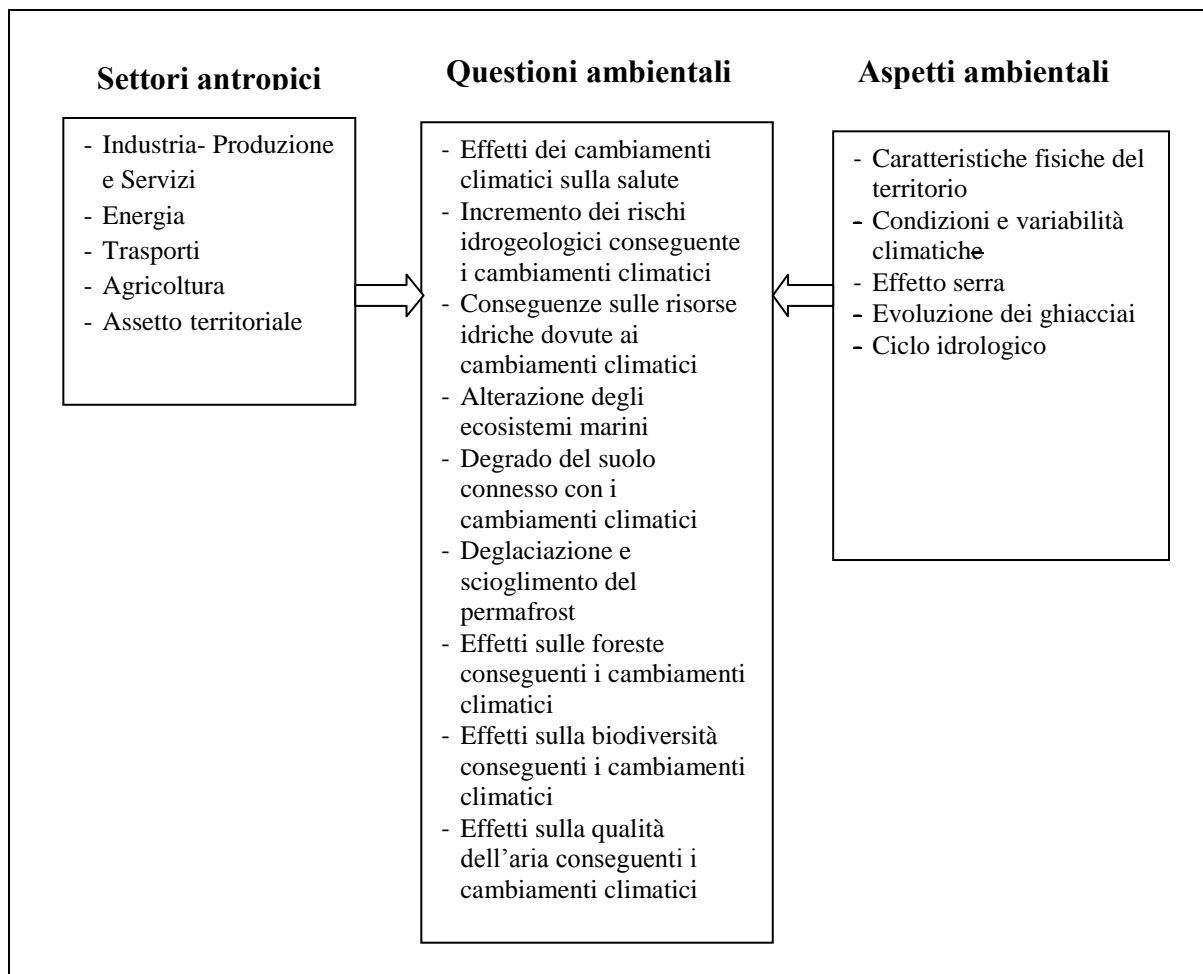 Settori antropici
- Industria- Produzione
e Servizi
- Energia
- Trasporti
- Agricoltura
- Assetto territoriale
Questioni ambientali
- Effetti dei cambiamenti
climatici sulla salute
- Incremento dei rischi
idrogeologici conseguente
i cambiamenti climatici
- Conseguenze sulle risorse
idriche dovute ai
cambiamenti climatici
- Alterazione degli
ecosistemi marini
- Degrado del suolo
connesso con i
cambiamenti climatici
- Deglaciazione e
scioglimento del
permafrost
- Effetti sulle foreste
conseguenti i cambiamenti
climatici
- Effetti sulla biodiversità
conseguenti i cambiamenti
climatici
- Effetti sulla qualità
dell’aria conseguenti i
cambiamenti climatici
Aspetti ambientali
- Caratteristiche fisiche del
territorio
- Condizioni e variabilità
climatiche
- Effetto serra
- Evoluzione dei ghiacciai
- Ciclo idrologico